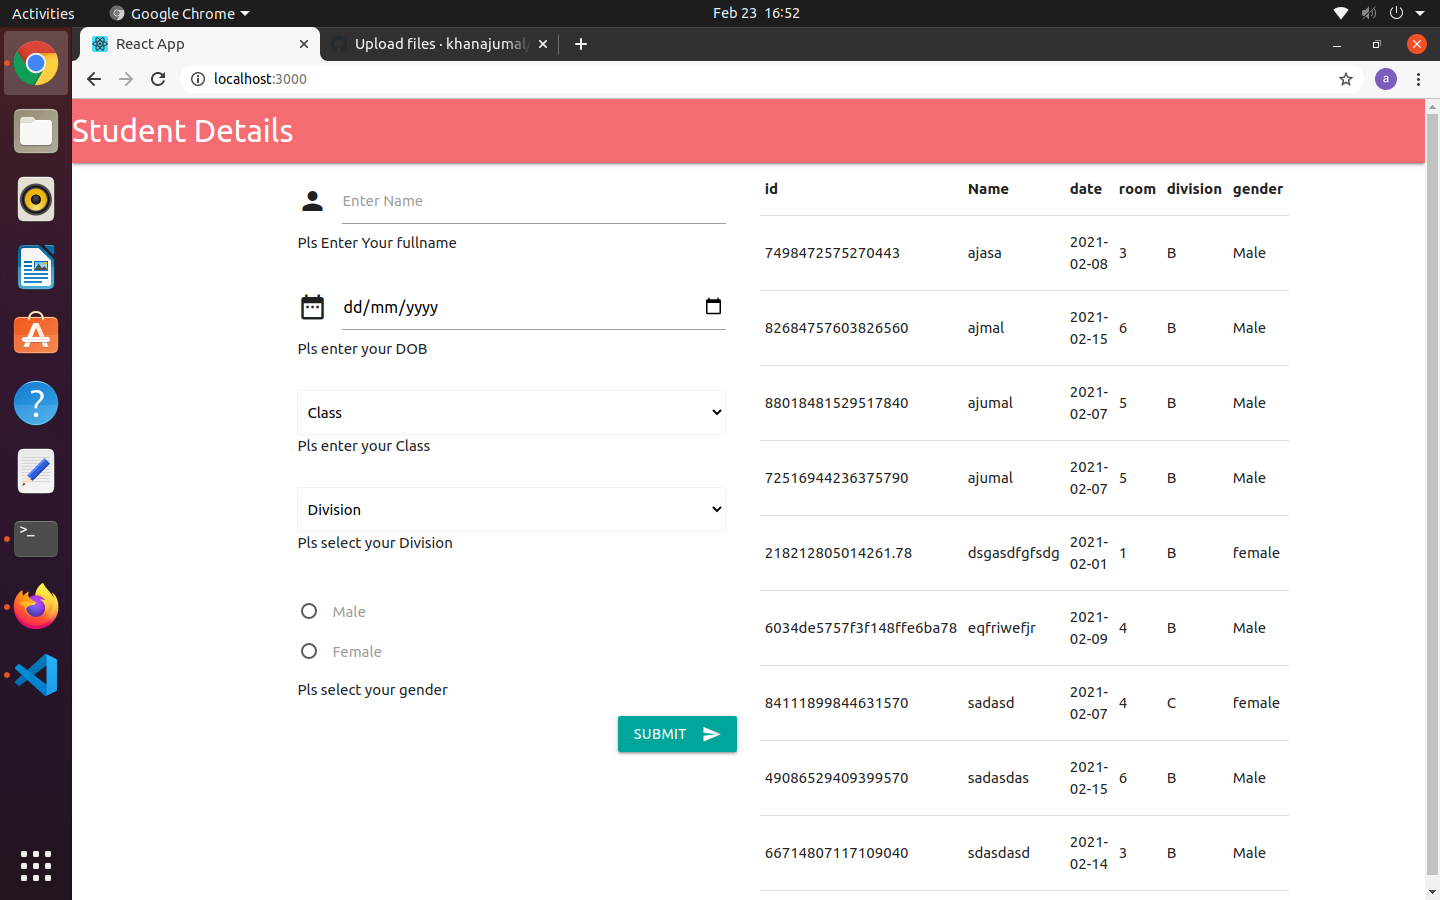 Activities Google Chrome Feb 23 16:52
React App Upload files · khanajumal/
localhost:3000 a
Student Details
Enter Name
Pls Enter Your fullname
dd/mm/yyyy
Pls enter your DOB
Class
Pls enter your Class
Division
Pls select your Division
Male
Female
Pls select your gender
SUBMIT
id Name date room division gender
7498472575270443 ajasa 2021-02-08 3 B Male
82684757603826560 ajmal 2021-02-15 6 B Male
88018481529517840 ajumal 2021-02-07 5 B Male
72516944236375790 ajumal 2021-02-07 5 B Male
218212805014261.78 dsgasdfgfsdg 2021-02-01 1 B female
6034de5757f3f148ffe6ba78 eqfriwefjr 2021-02-09 4 B Male
84111899844631570 sadasd 2021-02-07 4 C female
49086529409399570 sadasdas 2021-02-15 6 B Male
66714807117109040 sdasdasd 2021-02-14 3 B Male